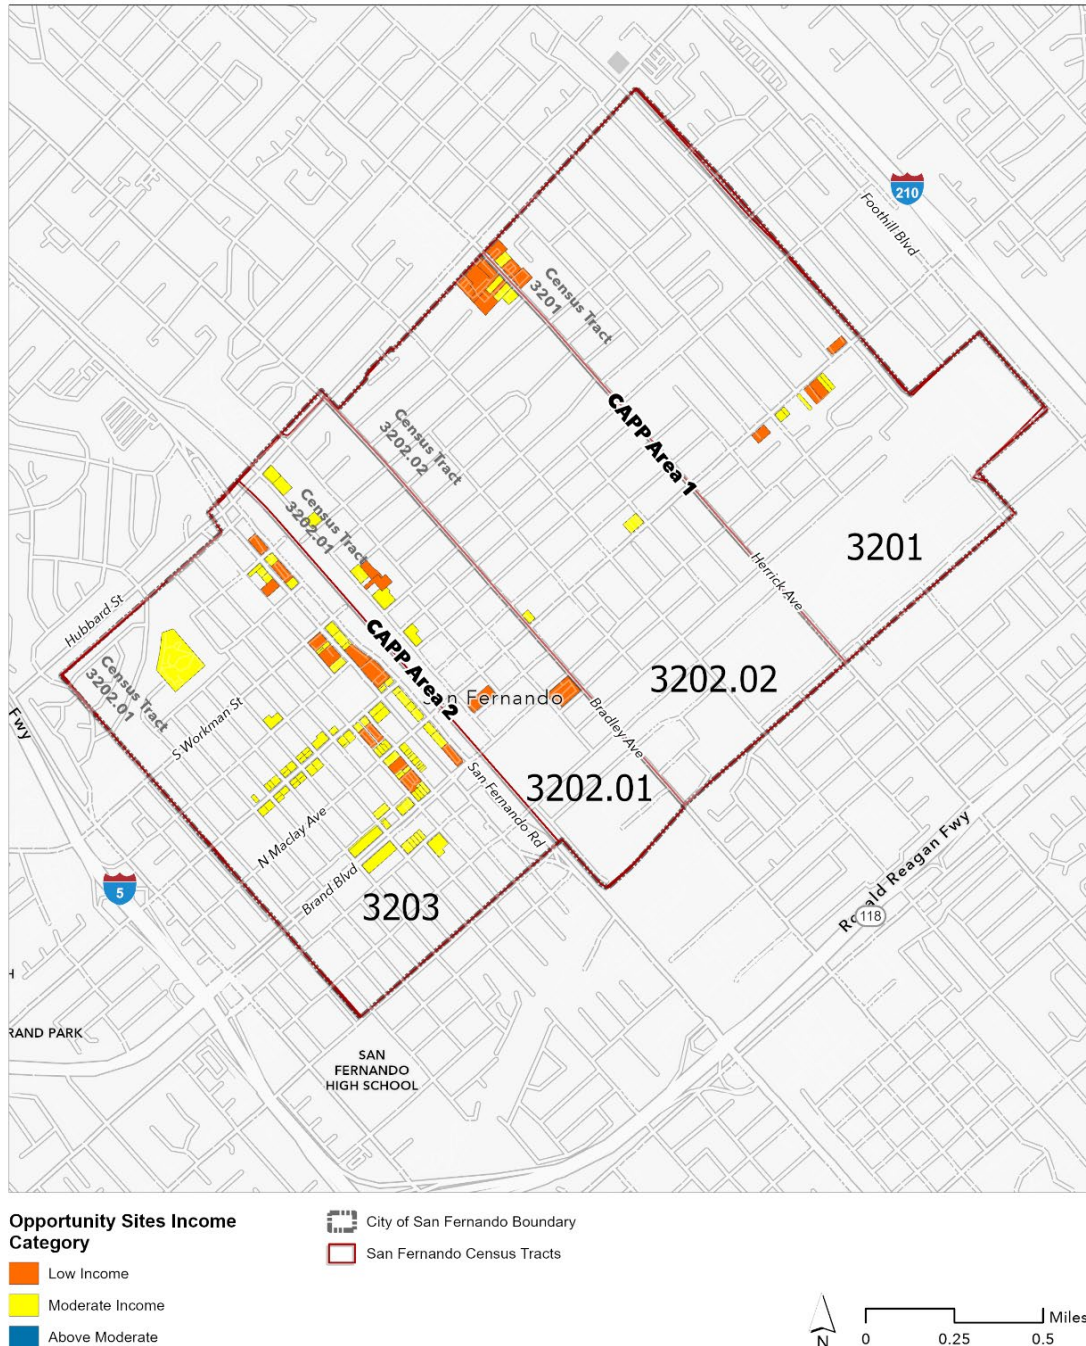 210
Foothill Blvd
Census Tract
3201
CAPP Area 1
Census Tract
3202.02
Census Tract
3202.01
3201
Herrick Ave
Hubbard St
CAPP Area 2
3202.02
Census Tract
3202.01
San Fernando
Fwy
S Workman St
Bradley Ave
San Fernando Rd
3202.01
N Maclay Ave
Ronald Reagan Fwy
5
Brand Blvd
3203
118
H
RAND PARK
SAN
FERNANDO
HIGH SCHOOL
Opportunity Sites Income
Category
Low Income
Moderate Income
Above Moderate
City of San Fernando Boundary
San Fernando Census Tracts
N
Miles
0
0.25
0.5